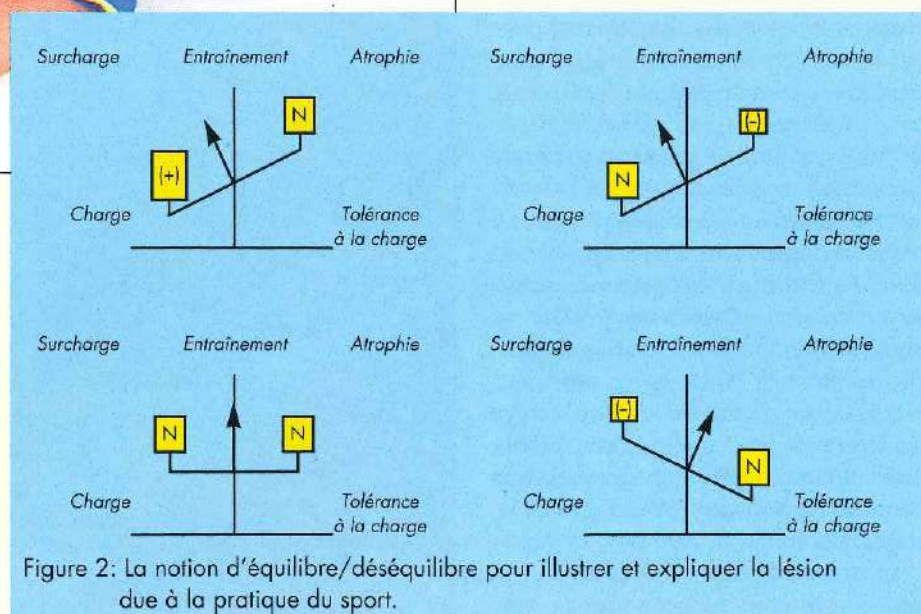 Surcharge Entraînement Atrophie
N
(+)
Charge Tolérance
à la charge
Surcharge Entraînement Atrophie
(-)
N
Charge Tolérance
à la charge
Surcharge Entraînement Atrophie
N N
Charge Tolérance
à la charge
Surcharge Entraînement Atrophie
(-)
N
Charge Tolérance
à la charge
Figure 2: La notion d'équilibre/déséquilibre pour illustrer et expliquer la lésion
due à la pratique du sport.